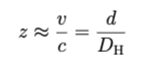 z ≈ v/c = d/D_H